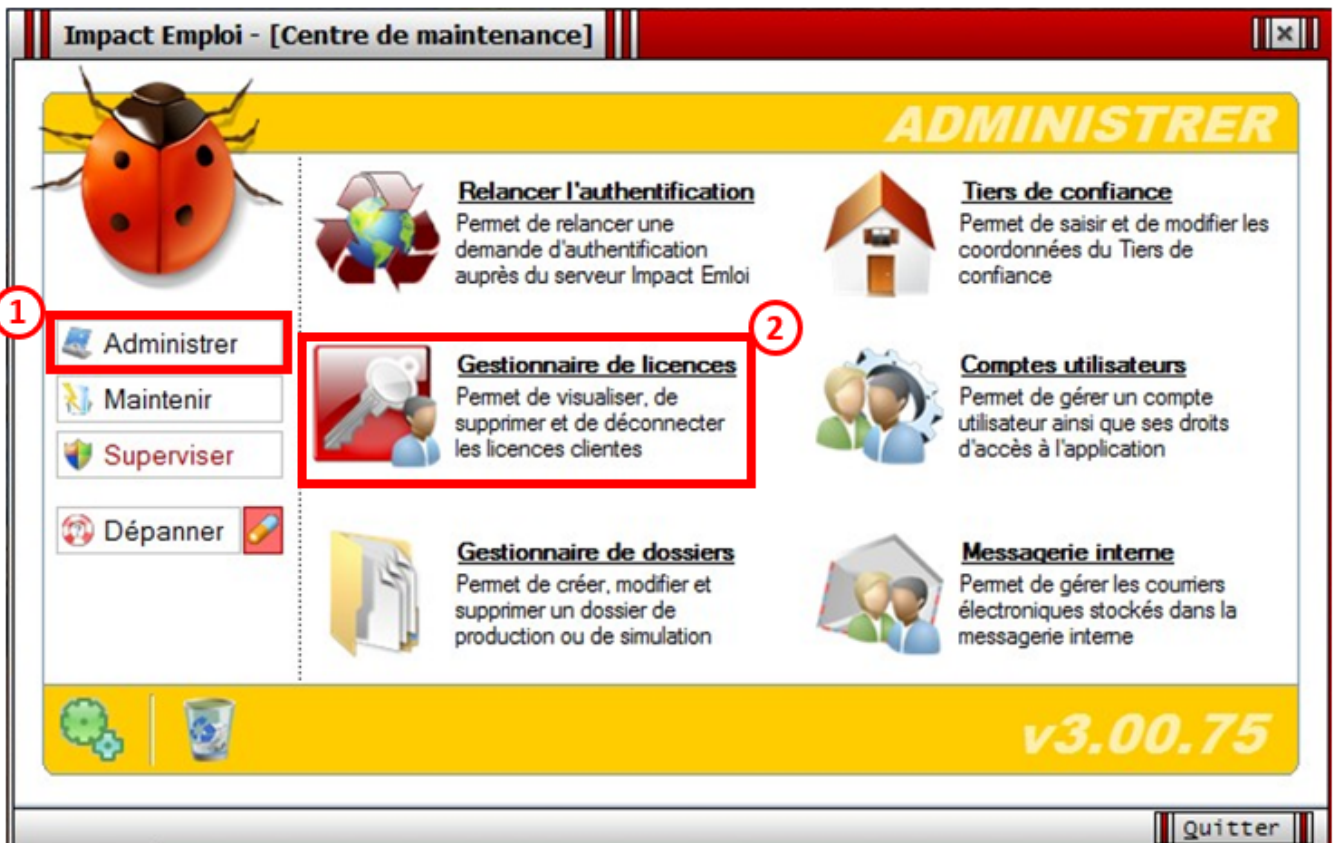 Impact Emploi - [Centre de maintenance]
ADMINISTRER
Relancer l'authentification
Permet de relancer une
demande d'authentification
auprès du serveur Impact Emloi
Tiers de confiance
Permet de saisir et de modifier les
coordonnées du Tiers de
confiance
1
Administrer
Maintenir
Superviser
Dépanner
2
Gestionnaire de licences
Permet de visualiser, de
supprimer et de déconnecter
les licences clientes
Comptes utilisateurs
Permet de gérer un compte
utilisateur ainsi que ses droits
d'accès à l'application
Gestionnaire de dossiers
Permet de créer, modifier et
supprimer un dossier de
production ou de simulation
Messagerie interne
Permet de gérer les courriers
électroniques stockés dans la
messagerie interne
v3.00.75
Quitter